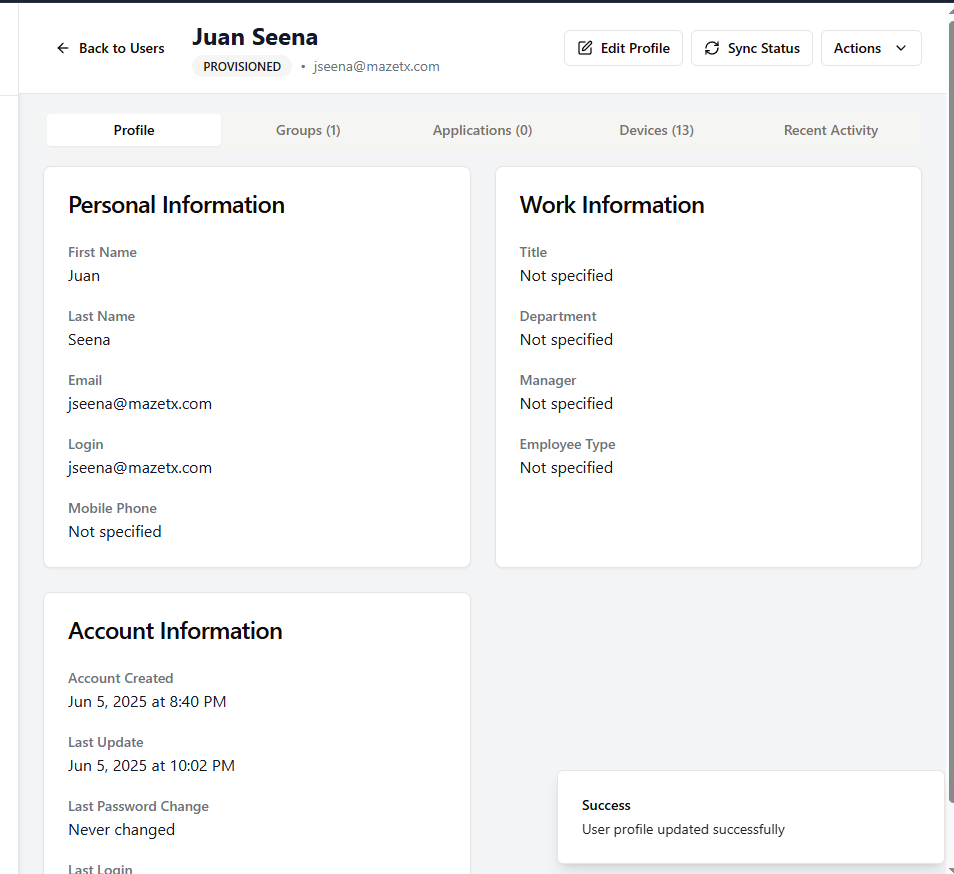 Back to Users
Juan Seena
PROVISIONED • jseena@mazetx.com
Edit Profile
Sync Status
Actions
Profile
Groups (1)
Applications (0)
Devices (13)
Recent Activity
Personal Information
First Name
Juan
Last Name
Seena
Email
jseena@mazetx.com
Login
jseena@mazetx.com
Mobile Phone
Not specified
Work Information
Title
Not specified
Department
Not specified
Manager
Not specified
Employee Type
Not specified
Account Information
Account Created
Jun 5, 2025 at 8:40 PM
Last Update
Jun 5, 2025 at 10:02 PM
Last Password Change
Never changed
Last Login
Success
User profile updated successfully